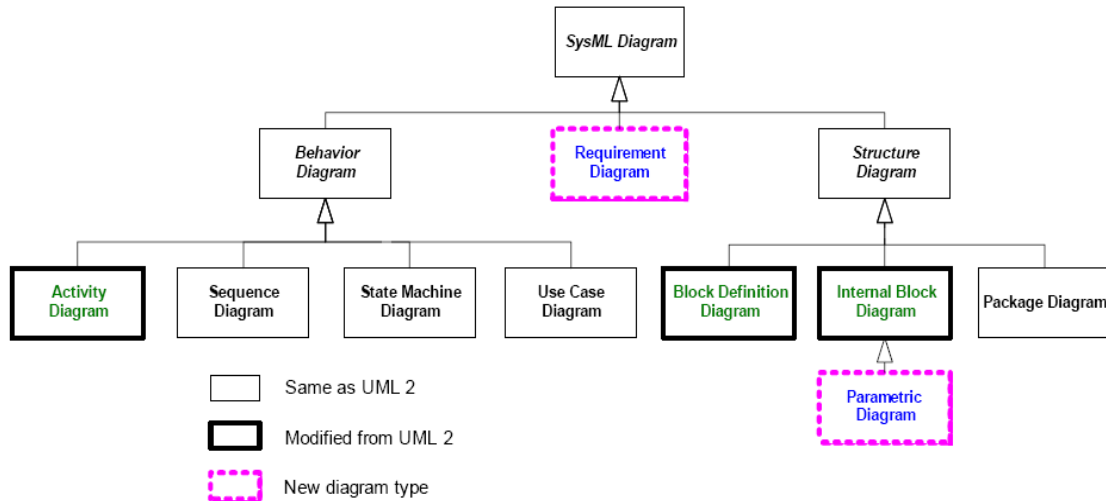 SysML Diagram
Behavior
Diagram
Requirement
Diagram
Structure
Diagram
Activity
Diagram
Sequence
Diagram
State Machine
Diagram
Use Case
Diagram
Block Definition
Diagram
Internal Block
Diagram
Package Diagram
Parametric
Diagram
Same as UML 2
Modified from UML 2
New diagram type